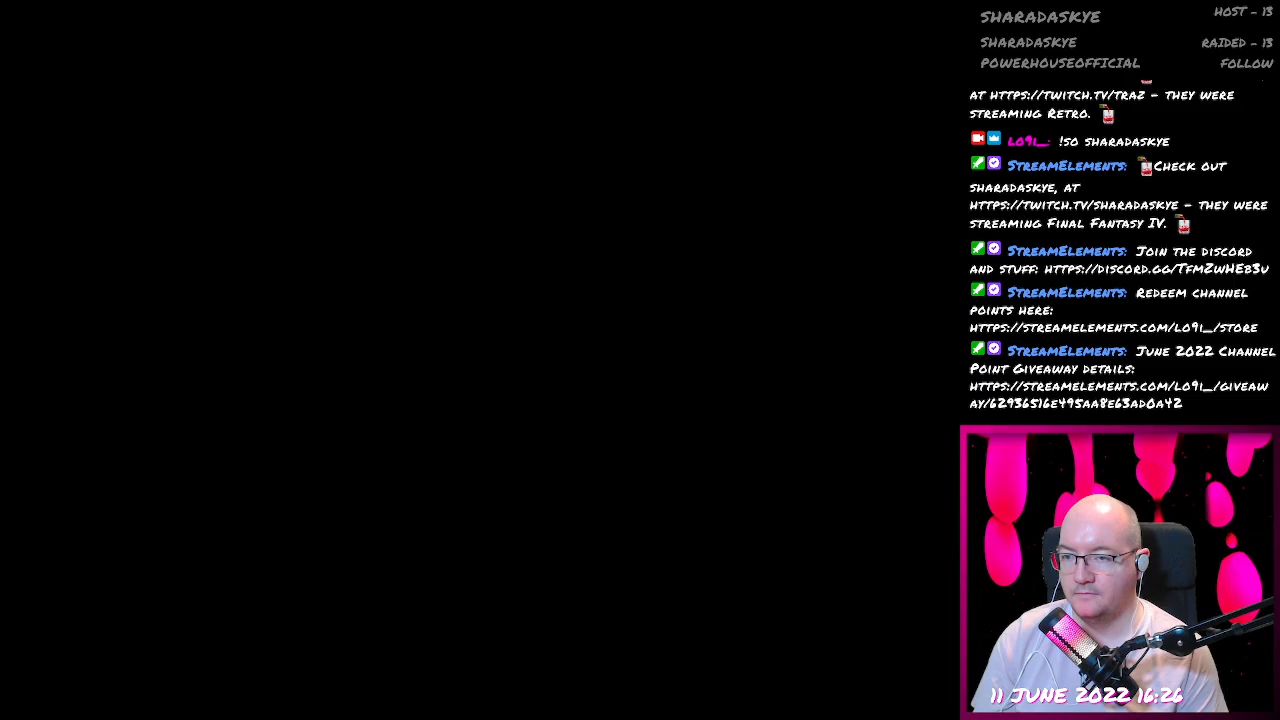 SHARADASKYE HOST - 13
SHARADASKYE RAIDED - 13
POWERHOUSEOFFICIAL FOLLOW
AT HTTPS://TWITCH.TV/TRAZ - THEY WERE
STREAMING RETRO.
LO9I_: !SO SHARADASKYE
STREAMELEMENTS: CHECK OUT
SHARADASKYE, AT
HTTPS://TWITCH.TV/SHARADASKYE - THEY WERE
STREAMING FINAL FANTASY IV.
STREAMELEMENTS: JOIN THE DISCORD
AND STUFF: HTTPS://DISCORD.GG/TFMZWHE83U
STREAMELEMENTS: REDEEM CHANNEL
POINTS HERE:
HTTPS://STREAMELEMENTS.COM/LO9I_/STORE
STREAMELEMENTS: JUNE 2022 CHANNEL
POINT GIVEAWAY DETAILS:
HTTPS://STREAMELEMENTS.COM/LO9I_/GIVEAW
AY/62936516E495AA8E63AD0A42
11 JUNE 2022 16:26